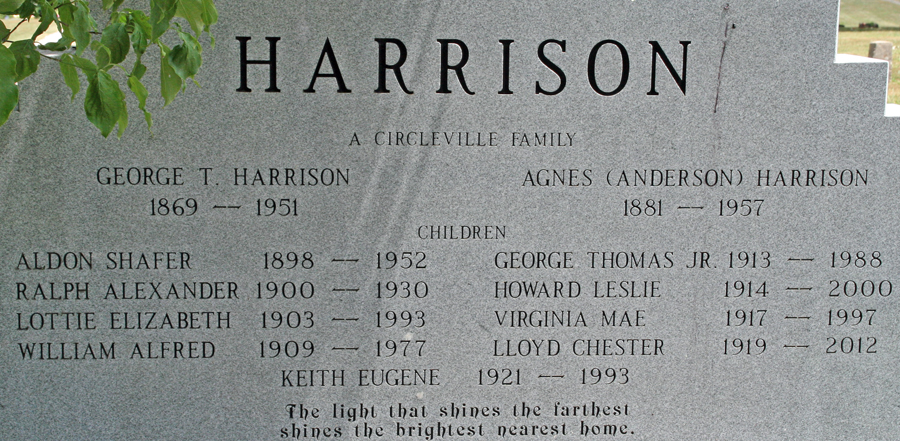 HARRISON
A CIRCLEVILLE FAMILY
GEORGE T. HARRISON AGNES (ANDERSON) HARRISON
1869 — 1951 1881 — 1957
CHILDREN
ALDON SHAFER 1898 — 1952 GEORGE THOMAS JR. 1913 — 1988
RALPH ALEXANDER 1900 — 1930 HOWARD LESLIE 1914 — 2000
LOTTIE ELIZABETH 1903 — 1993 VIRGINIA MAE 1917 — 1997
WILLIAM ALFRED 1909 — 1977 LLOYD CHESTER 1919 — 2012
KEITH EUGENE 1921 — 1993
The light that shines the farthest
shines the brightest nearest home.